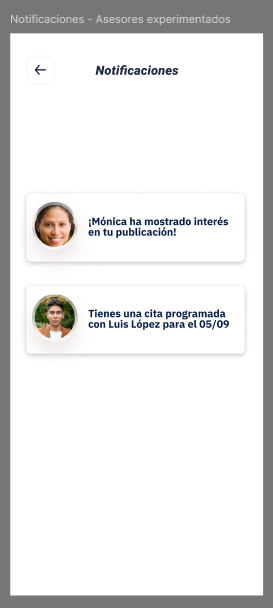 Notificaciones - Asesores experimentados
Notificaciones
¡Mónica ha mostrado interés
en tu publicación!
Tienes una cita programada
con Luis López para el 05/09